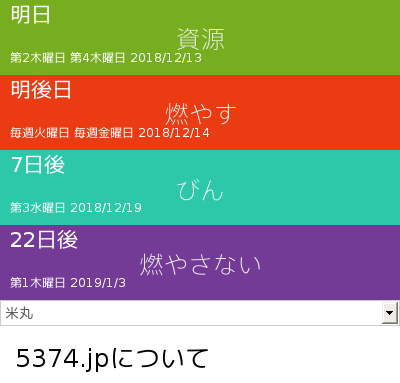 明日
資源
第2木曜日 第4木曜日 2018/12/13
明後日
燃やす
毎週火曜日 毎週金曜日 2018/12/14
7日後
びん
第3水曜日 2018/12/19
22日後
燃やさない
第1木曜日 2019/1/3
米丸
5374.jpについて